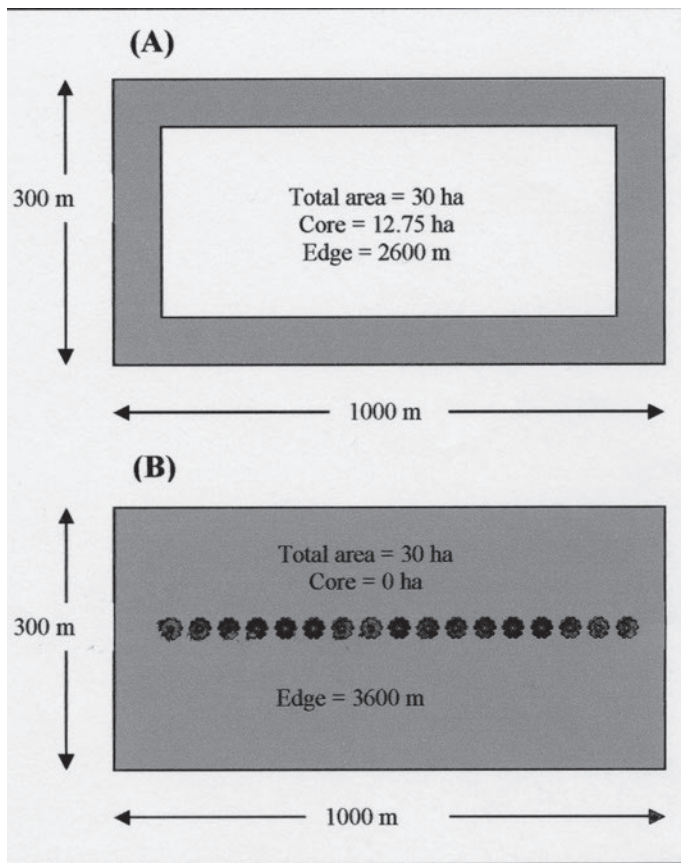 (A)
300 m
Total area = 30 ha
Core = 12.75 ha
Edge = 2600 m
1000 m
(B)
300 m
Total area = 30 ha
Core = 0 ha
Edge = 3600 m
1000 m